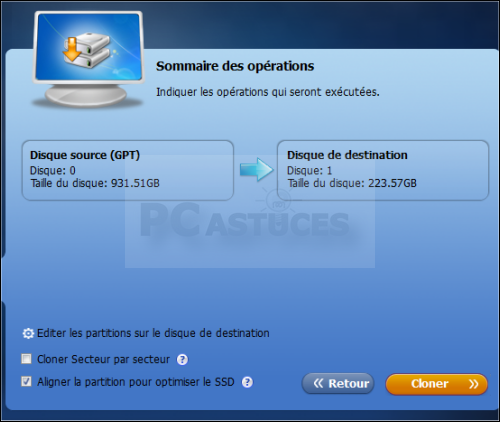 Sommaire des opérations
Indiquer les opérations qui seront exécutées.
Disque source (GPT)
Disque: 0
Taille du disque: 931.51GB
Disque de destination
Disque: 1
Taille du disque: 223.57GB
PC ASTUCES
Editer les partitions sur le disque de destination
Cloner Secteur par secteur ?
Aligner la partition pour optimiser le SSD ?
« Retour
Cloner »